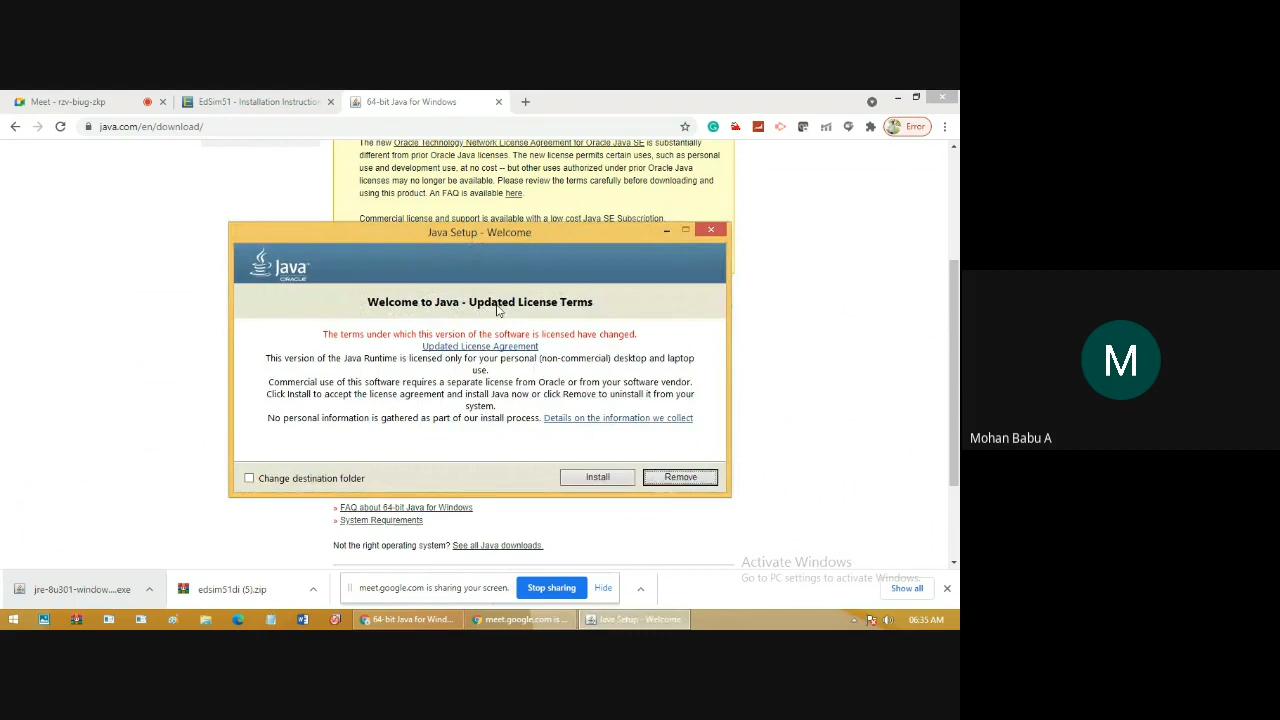 Meet - rzv-biug-zkp
EdSim51 - Installation Instruction
64-bit Java for Windows
java.com/en/download/
Error
The new Oracle Technology Network License Agreement for Oracle Java SE is substantially
different from prior Oracle Java licenses. The new license permits certain uses, such as personal
use and development use, at no cost -- but other uses authorized under prior Oracle Java
licenses may no longer be available. Please review the terms carefully before downloading and
using this product. An FAQ is available here.
Commercial license and support is available with a low cost Java SE Subscription.
Java Setup - Welcome
Java
ORACLE
Welcome to Java - Updated License Terms
The terms under which this version of the software is licensed have changed.
Updated License Agreement
This version of the Java Runtime is licensed only for your personal (non-commercial) desktop and laptop
use.
Commercial use of this software requires a separate license from Oracle or from your software vendor.
Click Install to accept the license agreement and install Java now or click Remove to uninstall it from your
system.
No personal information is gathered as part of our install process. Details on the information we collect
Change destination folder
Install
Remove
» FAQ about 64-bit Java for Windows
» System Requirements
Not the right operating system? See all Java downloads.
Activate Windows
Go to PC settings to activate Windows.
jre-8u301-window....exe
edsim51di (5).zip
meet.google.com is sharing your screen.
Stop sharing
Hide
Show all
64-bit Java for Wind...
meet.google.com is ...
Java Setup - Welcome
06:35 AM
M
Mohan Babu A